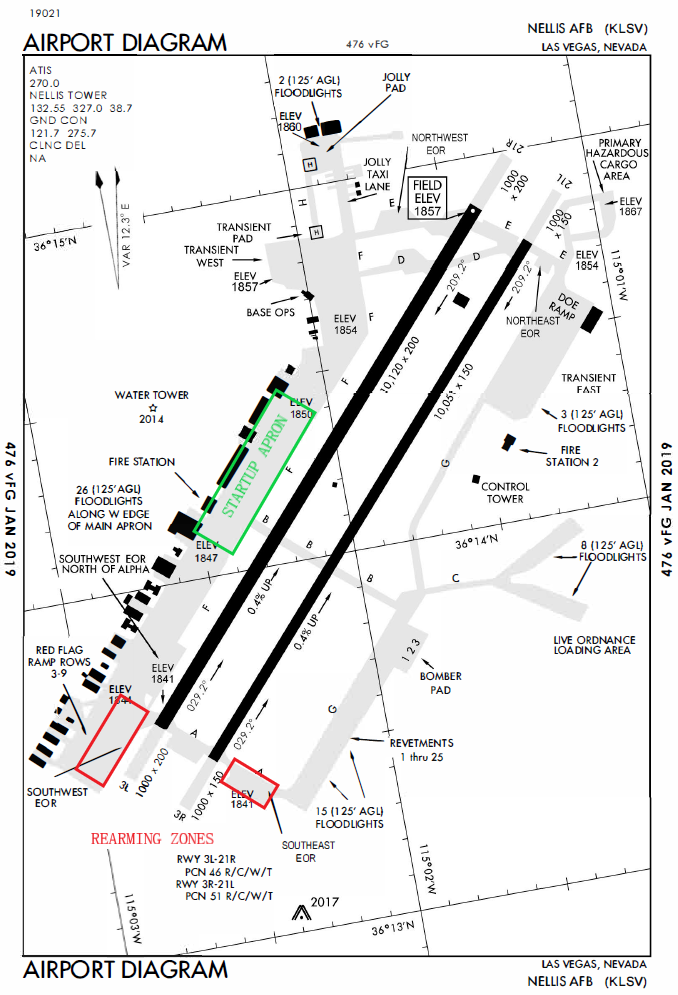 19021
AIRPORT DIAGRAM
476 vFG
NELLIS AFB (KLSV)
LAS VEGAS, NEVADA
ATIS
270.0
NELLIS TOWER
132.55 327.0 38.7
GND CON
121.7 275.7
CLNC DEL
NA
VAR 12.3° E
36°15'N
2 (125' AGL)
FLOODLIGHTS
JOLLY
PAD
ELEV
1860
H
JOLLY
TAXI
LANE
NORTHWEST
EOR
FIELD
ELEV
1857
21R
1000
x 200
21L
1000
x 150
PRIMARY
HAZARDOUS
CARGO
AREA
ELEV
1867
H
E
TRANSIENT
PAD
H
TRANSIENT
WEST
ELEV
1857
BASE OPS
F
D
D
E
E
ELEV
1854
115°01'W
209.2°
209.2°
NORTHEAST
EOR
DOE
RAMP
ELEV
1854
F
F
10,120 x 200
10,051 x 150
TRANSIENT
EAST
3 (125' AGL)
FLOODLIGHTS
FIRE
STATION 2
WATER TOWER
2014
ELEV
1850
STARTUP APRON
F
G
CONTROL
TOWER
FIRE STATION
26 (125'AGL)
FLOODLIGHTS
ALONG W EDGE
OF MAIN APRON
ELEV
1847
B
B
B
36°14'N
8 (125' AGL)
FLOODLIGHTS
C
SOUTHWEST EOR
NORTH OF ALPHA
F
0.4% UP
0.4% UP
LIVE ORDNANCE
LOADING AREA
RED FLAG
RAMP ROWS
3-9
ELEV
1841
ELEV
1844
1 2 3
BOMBER
PAD
029.2°
029.2°
A
G
REVETMENTS
1 thru 25
SOUTHWEST
EOR
3L
1000 x 200
3R
1000 x 150
A
ELEV
1841
15 (125' AGL)
FLOODLIGHTS
SOUTHEAST
EOR
REARMING ZONES
RWY 3L-21R
PCN 46 R/C/W/T
RWY 3R-21L
PCN 51 R/C/W/T
2017
115°03'W
115°02'W
36°13'N
476 vFG JAN 2019
476 vFG JAN 2019
AIRPORT DIAGRAM
LAS VEGAS, NEVADA
NELLIS AFB (KLSV)